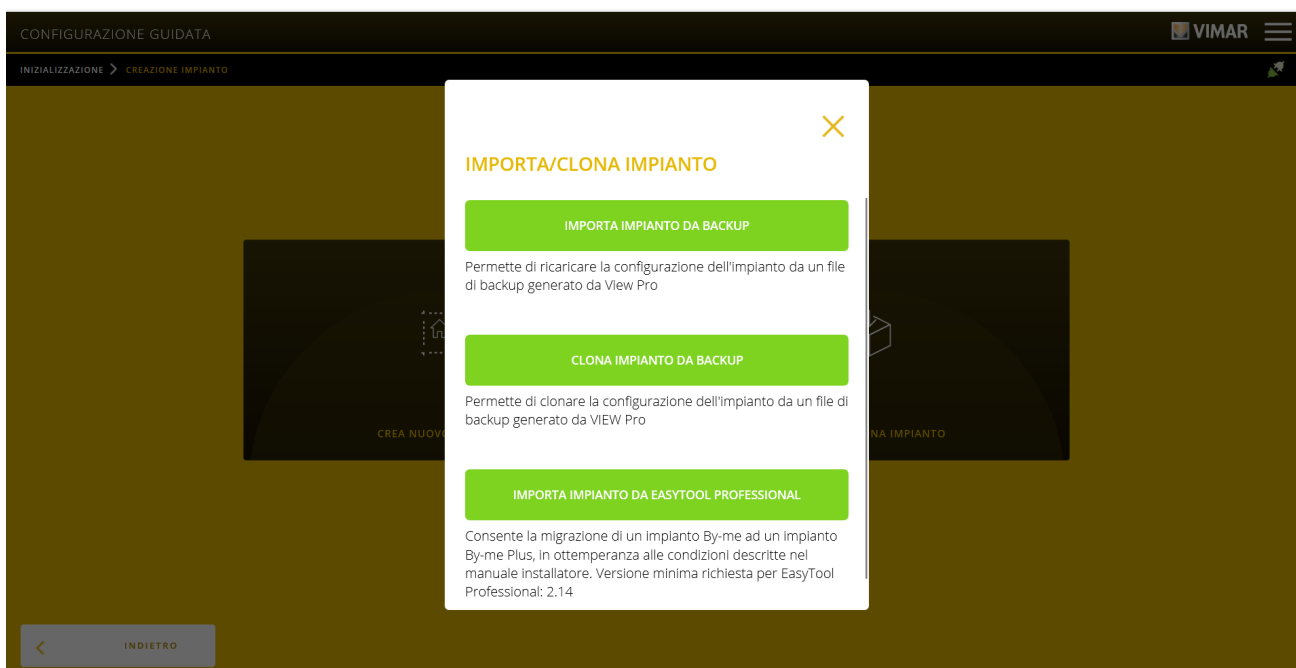 CONFIGURAZIONE GUIDATA
VIMAR
INIZIALIZZAZIONE > CREAZIONE IMPIANTO
IMPORTA/CLONA IMPIANTO
IMPORTA IMPIANTO DA BACKUP
Permette di ricaricare la configurazione dell'impianto da un file
di backup generato da View Pro
CLONA IMPIANTO DA BACKUP
Permette di clonare la configurazione dell'impianto da un file di
backup generato da VIEW Pro
CREA NUOVO
NA IMPIANTO
IMPORTA IMPIANTO DA EASYTOOL PROFESSIONAL
Consente la migrazione di un impianto By-me ad un impianto
By-me Plus, in ottemperanza alle condizioni descritte nel
manuale installatore. Versione minima richiesta per EasyTool
Professional: 2.14
INDIETRO